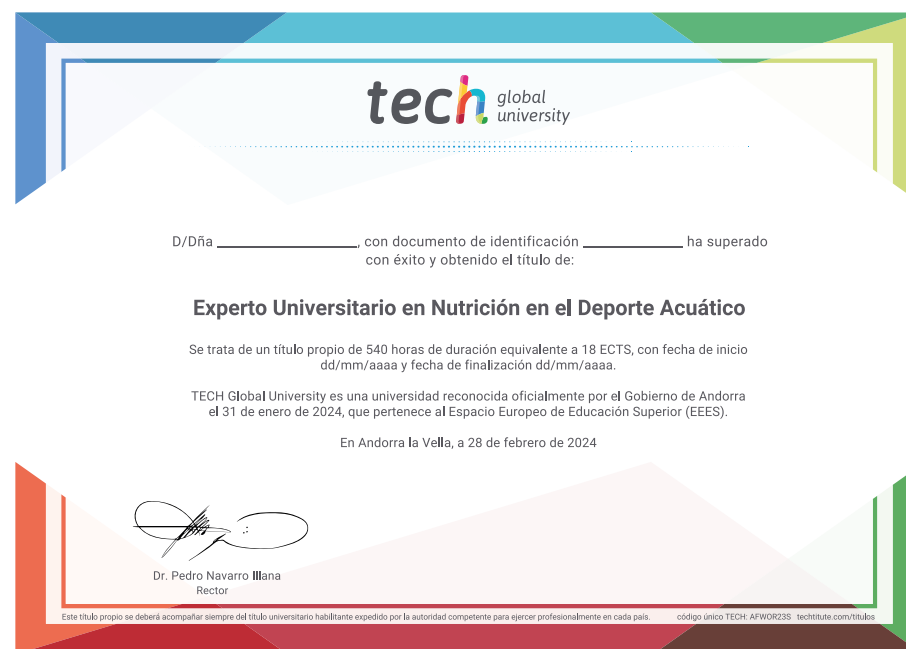 tech global university
D/Dña ____________________, con documento de identificación ______________ ha superado
con éxito y obtenido el título de:
Experto Universitario en Nutrición en el Deporte Acuático
Se trata de un título propio de 540 horas de duración equivalente a 18 ECTS, con fecha de inicio
dd/mm/aaaa y fecha de finalización dd/mm/aaaa.
TECH Global University es una universidad reconocida oficialmente por el Gobierno de Andorra
el 31 de enero de 2024, que pertenece al Espacio Europeo de Educación Superior (EEES).
En Andorra la Vella, a 28 de febrero de 2024
Dr. Pedro Navarro Illana
Rector
Este título propio se deberá acompañar siempre del título universitario habilitante expedido por la autoridad competente para ejercer profesionalmente en cada país. código único TECH: AFWOR23S techtitute.com/titulos